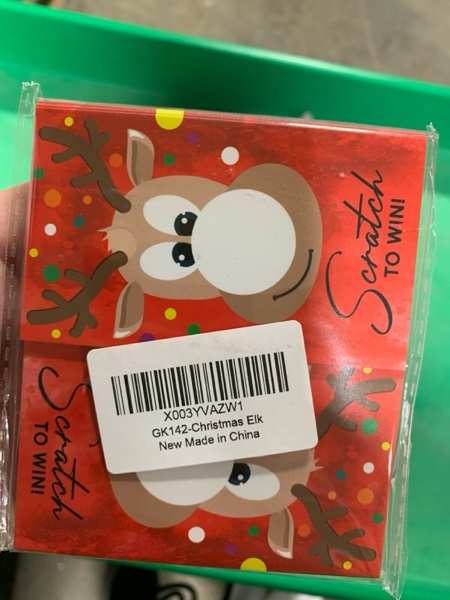 Scratch
TO WIN!
X003YVAZW1
GK142-Christmas Elk
New Made in China
Scratch
TO WIN!